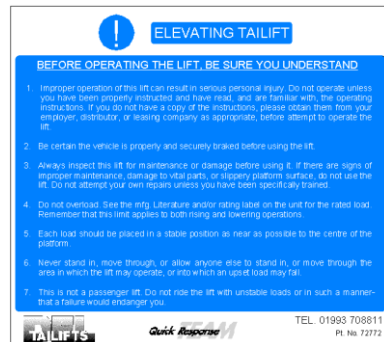 !
ELEVATING TAILIFT
BEFORE OPERATING THE LIFT, BE SURE YOU UNDERSTAND
1. Improper operation of this lift can result in serious personal injury. Do not operate unless
you have been properly instructed and have read, and are familiar with, the operating
instructions. If you do not have a copy of the instructions, please obtain them from your
employer, distributor, or leasing company as appropriate, before attempt to operate the
lift.
2. Be certain the vehicle is properly and securely braked before using the lift.
3. Always inspect this lift for maintenance or damage before using it. If there are signs of
improper maintenance, damage to vital parts, or slippery platform surface, do not use the
lift. Do not attempt your own repairs unless you have been specifically trained.
4. Do not overload. See the mfg. Literature and/or rating label on the unit for the rated load.
Remember that this limit applies to both rising and lowering operations.
5. Each load should be placed in a stable position as near as possible to the centre of the
platform.
6. Never stand in, move through, or allow anyone else to stand in, or move through the
area in which the lift may operate, or into which an upset load may fall.
7. This is not a passenger lift. Do not ride the lift with unstable loads or in such a manner-
that a failure would endanger you.
TAILIFTS
Quick Response TEAM
TEL. 01993 708811
Pt. No. 72772